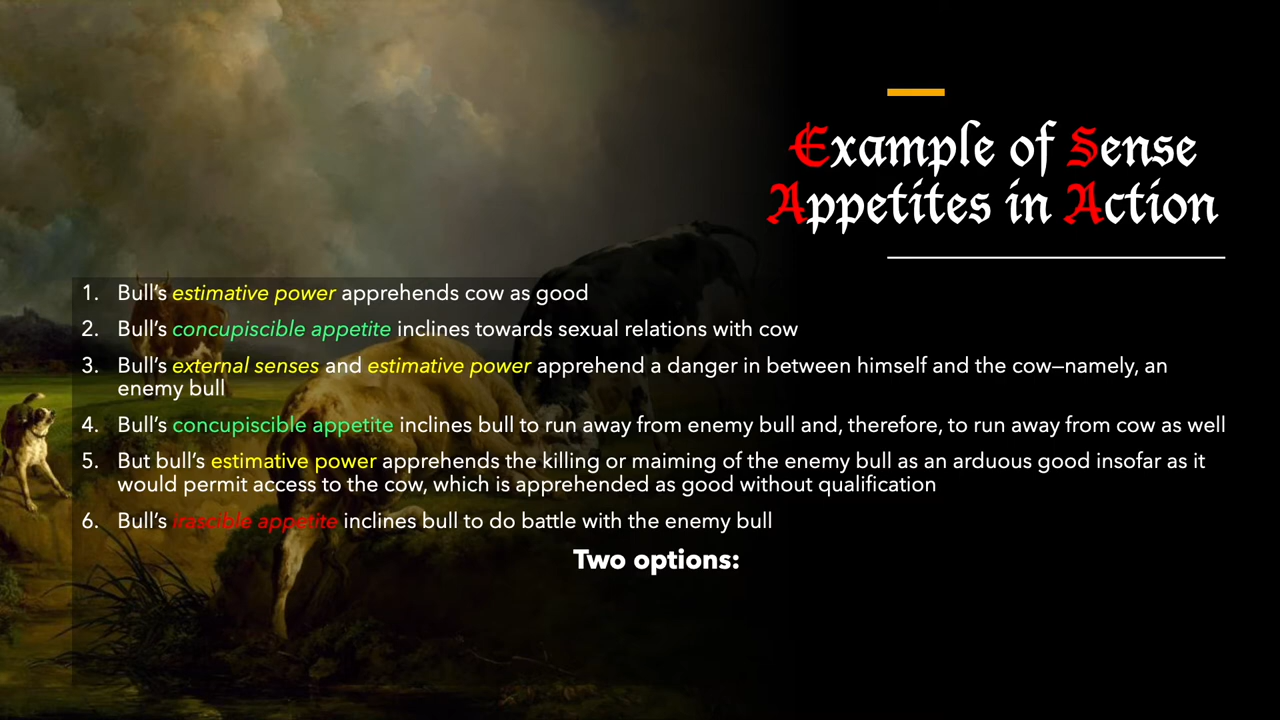 Example of Sense
Appetites in Action
1. Bull’s estimative power apprehends cow as good
2. Bull’s concupiscible appetite inclines towards sexual relations with cow
3. Bull’s external senses and estimative power apprehend a danger in between himself and the cow—namely, an
enemy bull
4. Bull’s concupiscible appetite inclines bull to run away from enemy bull and, therefore, to run away from cow as well
5. But bull’s estimative power apprehends the killing or maiming of the enemy bull as an arduous good insofar as it
would permit access to the cow, which is apprehended as good without qualification
6. Bull’s irascible appetite inclines bull to do battle with the enemy bull
Two options: